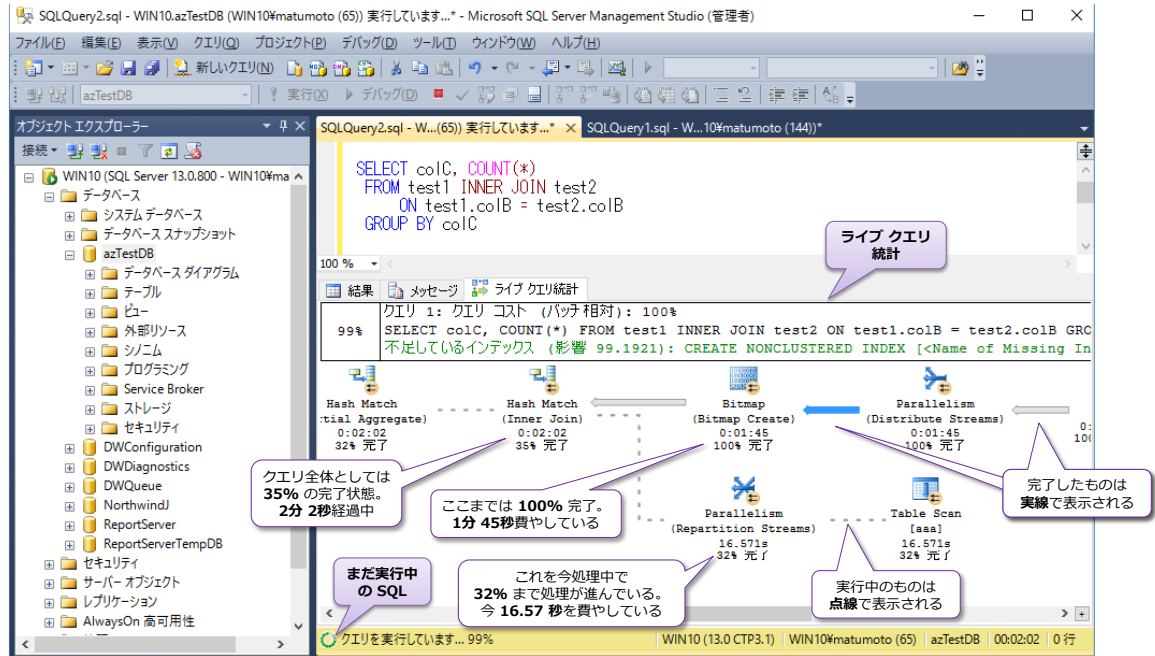 SQLQuery2.sql - WIN10.azTestDB (WIN10¥matumoto (65)) 実行しています...* - Microsoft SQL Server Management Studio (管理者)
ファイル(F) 編集(E) 表示(V) クエリ(Q) プロジェクト(P) デバッグ(D) ツール(T) ウィンドウ(W) ヘルプ(H)
新しいクエリ(N)
azTestDB
実行(X) デバッグ(D)
オブジェクト エクスプローラー
接続
WIN10 (SQL Server 13.0.800 - WIN10¥ma
データベース
システム データベース
データベース スナップショット
azTestDB
データベース ダイアグラム
テーブル
ビュー
外部リソース
シノニム
プログラミング
Service Broker
ストレージ
セキュリティ
DWConfiguration
DWDiagnostics
DWQueue
NorthwindJ
ReportServer
ReportServerTempDB
セキュリティ
サーバー オブジェクト
レプリケーション
AlwaysOn 高可用性
SQLQuery2.sql - W...(65)) 実行しています...* SQLQuery1.sql - W...10¥matumoto (144))*
SELECT colC, COUNT(*)
FROM test1 INNER JOIN test2
ON test1.colB = test2.colB
GROUP BY colC
ライブ クエリ
統計
100 %
結果 メッセージ ライブ クエリ統計
クエリ 1: クエリ コスト (バッチ相対): 100%
99% SELECT colC, COUNT(*) FROM test1 INNER JOIN test2 ON test1.colB = test2.colB GRO
不足しているインデックス (影響 99.1921): CREATE NONCLUSTERED INDEX [<Name of Missing In
Hash Match
:tial Aggregate)
0:02:02
32% 完了
Hash Match
(Inner Join)
0:02:02
35% 完了
Bitmap
(Bitmap Create)
0:01:45
100% 完了
Parallelism
(Distribute Streams)
0:01:45
100% 完了
0:
100
クエリ全体としては
35% の完了状態。
2分 2秒経過中
ここまでは 100% 完了。
1分 45秒費やしている
完了したものは
実線で表示される
Parallelism
(Repartition Streams)
16.571s
32% 完了
Table Scan
[aaa]
16.571s
32% 完了
まだ実行中
の SQL
これを今処理中で
32% まで処理が進んでいる。
今 16.57 秒を費やしている
実行中のものは
点線で表示される
クエリを実行しています... 99% WIN10 (13.0 CTP3.1) WIN10¥matumoto (65) azTestDB 00:02:02 0 行